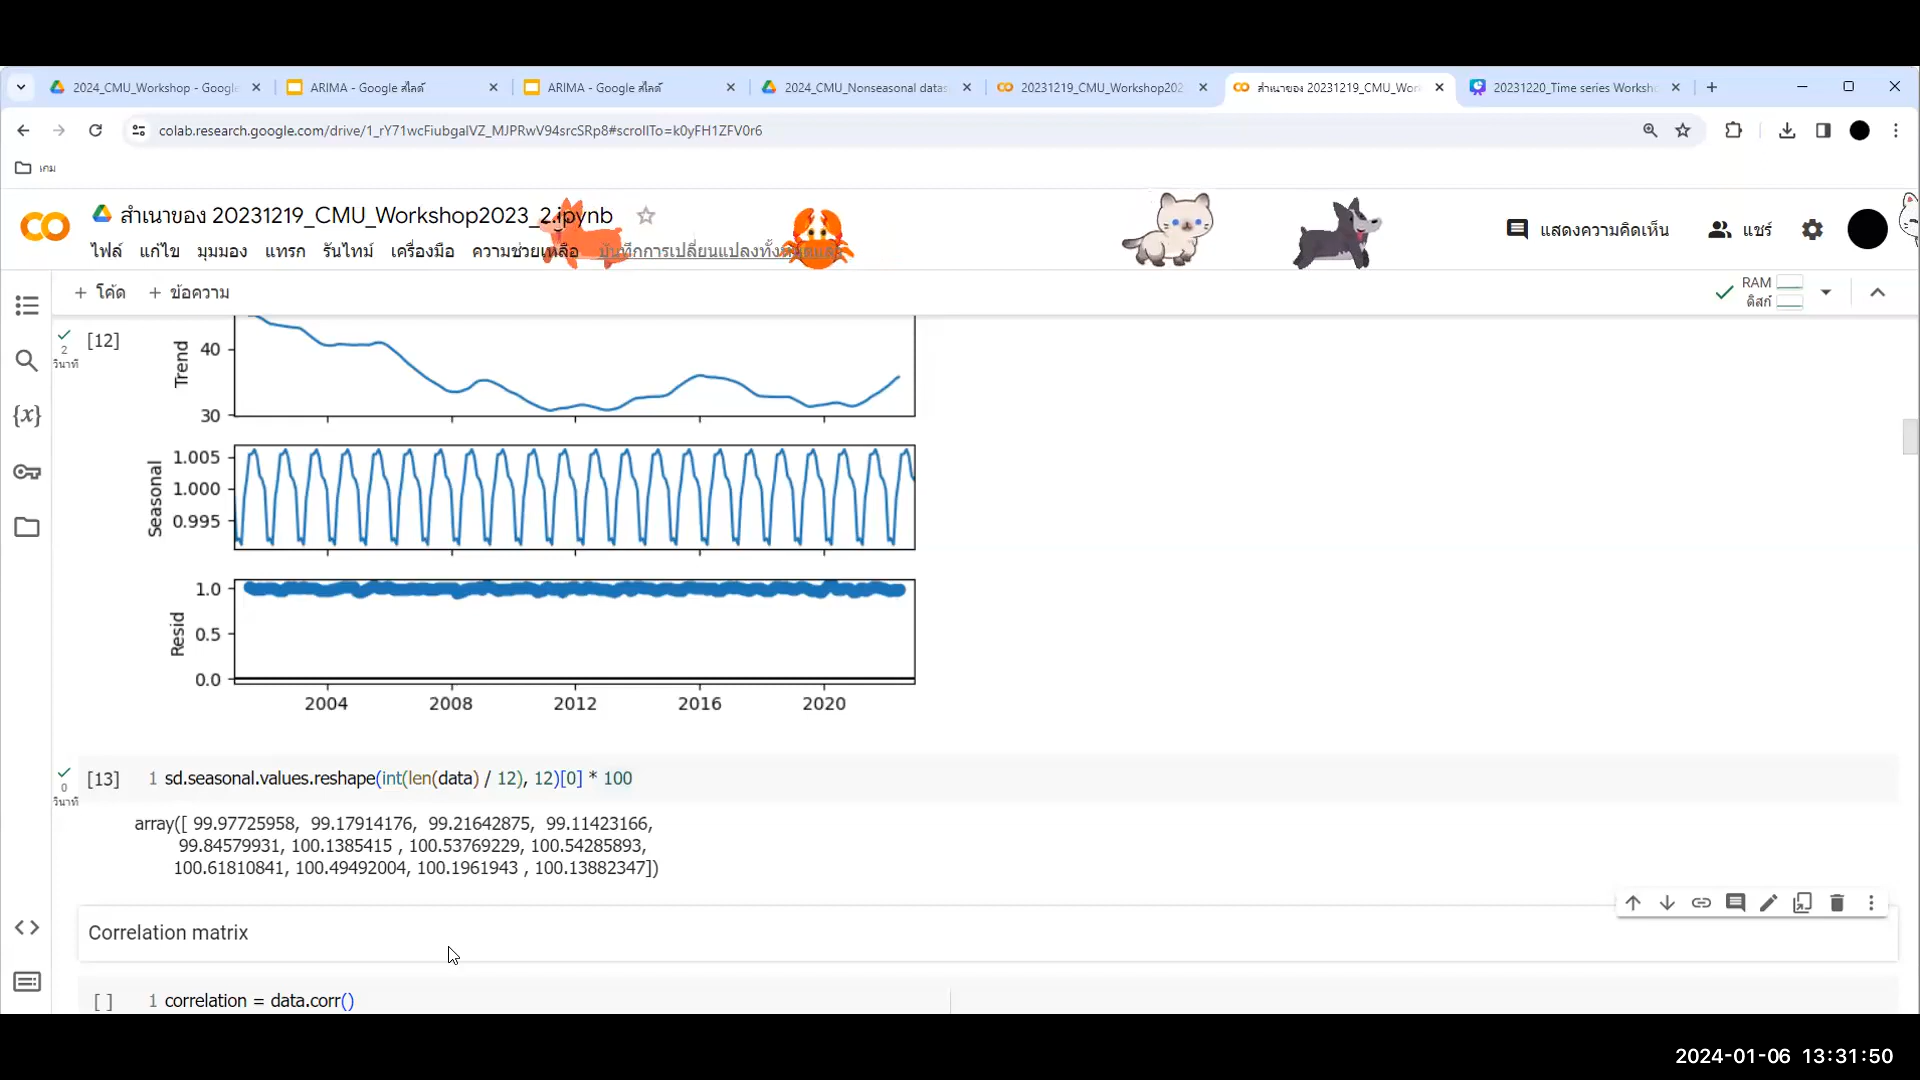 2024_CMU_Workshop - Google
ARIMA - Google สไลด์
ARIMA - Google สไลด์
2024_CMU_Nonseasonal datas
20231219_CMU_Workshop202
สำเนาของ 20231219_CMU_Wor
20231220_Time series Worksh
colab.research.google.com/drive/1_rY71wcFiubgaIVZ_MJPRwV94srcSRp8#scrollTo=k0yFH1ZFV0r6
เกม
สำเนาของ 20231219_CMU_Workshop2023_2.ipynb
แสดงความคิดเห็น
แชร์
ไฟล์ แก้ไข มุมมอง แทรก รันไทม์ เครื่องมือ ความช่วยเหลือ
+ โค้ด + ข้อความ
RAM
ดิสก์
2
วินาที
[12]
Trend
40
30
Seasonal
1.005
1.000
0.995
Resid
1.0
0.5
0.0
2004 2008 2012 2016 2020
0
วินาที
[13] 1 sd.seasonal.values.reshape(int(len(data) / 12), 12)[0] * 100
array([ 99.97725958, 99.17914176, 99.21642875, 99.11423166,
99.84579931, 100.1385415 , 100.53769229, 100.54285893,
100.61810841, 100.49492004, 100.1961943 , 100.13882347])
Correlation matrix
[ ] 1 correlation = data.corr()
2024-01-06 13:31:50